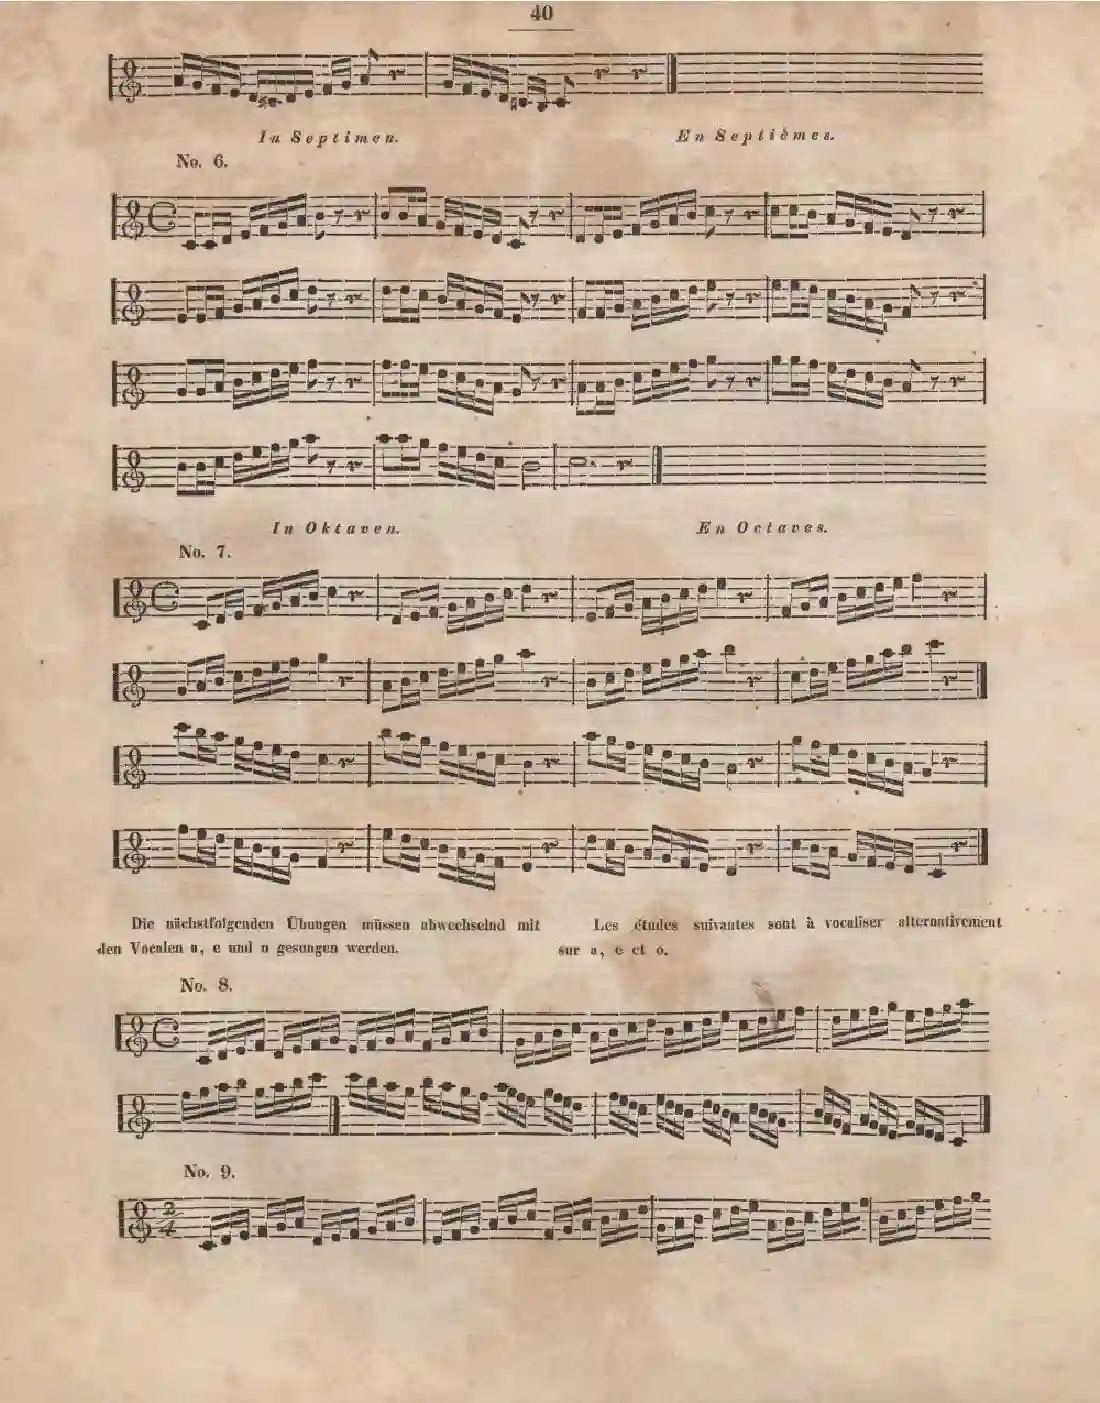 40
In Septimen. En Septièmes.
No. 6.
In Oktaven. En Octaves.
No. 7.
Die nächstfolgenden Übungen müssen abwechselnd mit
den Vocalen a, e und o gesungen werden.
Les études suivantes sont à vocaliser alternativement
sur a, e et o.
No. 8.
No. 9.
2/4